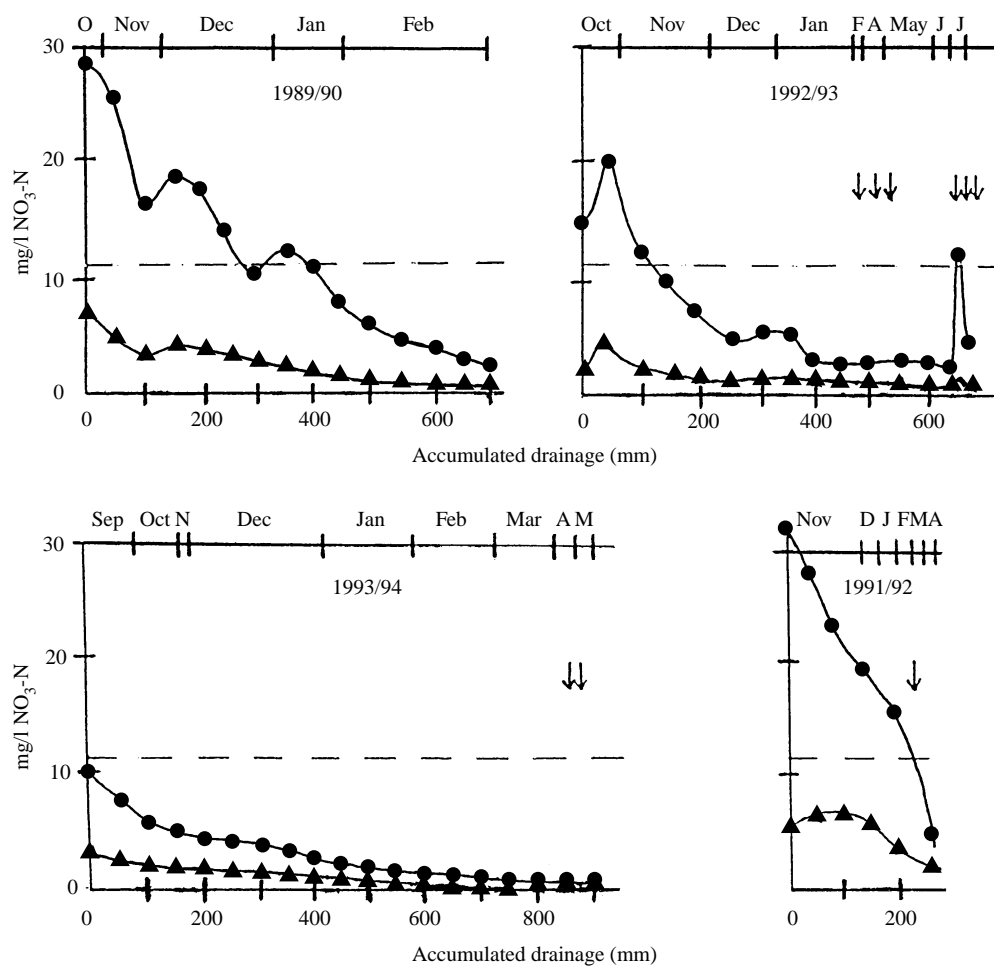 O Nov Dec Jan Feb
30
20
10
0
mg/l NO3-N
1989/90
0 200 400 600
Oct Nov Dec Jan F A May J J
1992/93
0 200 400 600
Accumulated drainage (mm)
Sep Oct N Dec Jan Feb Mar A M
30
20
10
0
mg/l NO3-N
1993/94
0 200 400 600 800
Nov D J F M A
1991/92
0 200
Accumulated drainage (mm)